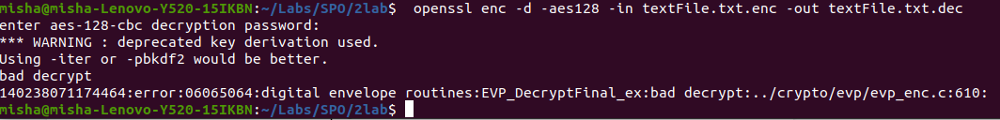 misha@misha-Lenovo-Y520-15IKBN:~/Labs/SPO/2lab$  openssl enc -d -aes128 -in textFile.txt.enc -out textFile.txt.dec
enter aes-128-cbc decryption password:
*** WARNING : deprecated key derivation used.
Using -iter or -pbkdf2 would be better.
bad decrypt
140238071174464:error:06065064:digital envelope routines:EVP_DecryptFinal_ex:bad decrypt:../crypto/evp/evp_enc.c:610:
misha@misha-Lenovo-Y520-15IKBN:~/Labs/SPO/2lab$